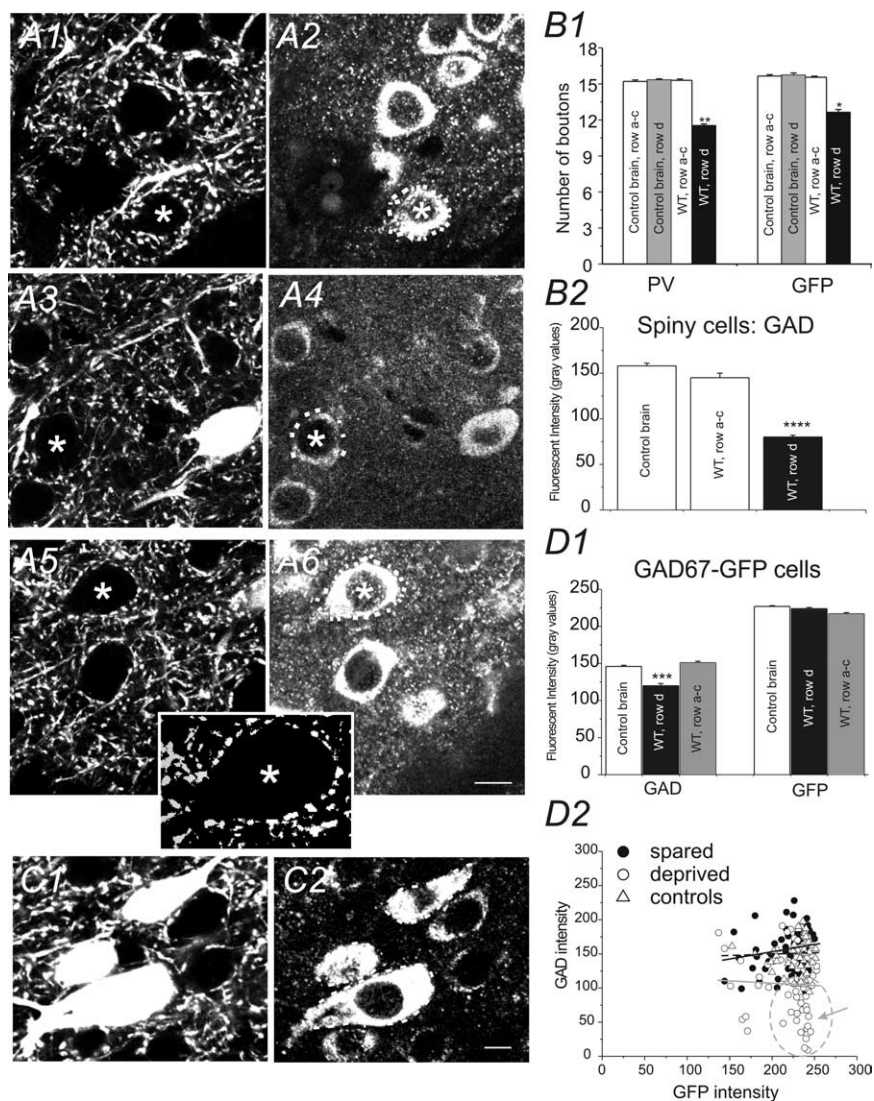 A1
A2
A3
A4
A5
A6
C1
C2
B1
Number of boutons
18
15
12
9
6
3
0
Control brain, row a-c
Control brain, row d
WT, row a-c
WT, row d
**
Control brain, row a-c
Control brain, row d
WT, row a-c
WT, row d
*
PV
GFP
B2
Spiny cells: GAD
Fluorescent Intensity (gray values)
200
150
100
50
0
Control brain
WT, row a-c
WT, row d
****
D1
GAD67-GFP cells
Fluorescent Intensity (gray values)
250
200
150
100
50
0
Control brain
WT, row d
***
WT, row a-c
Control brain
WT, row d
WT, row a-c
GAD
GFP
D2
spared
deprived
controls
GAD intensity
300
250
200
150
100
50
0
0 50 100 150 200 250 300
GFP intensity